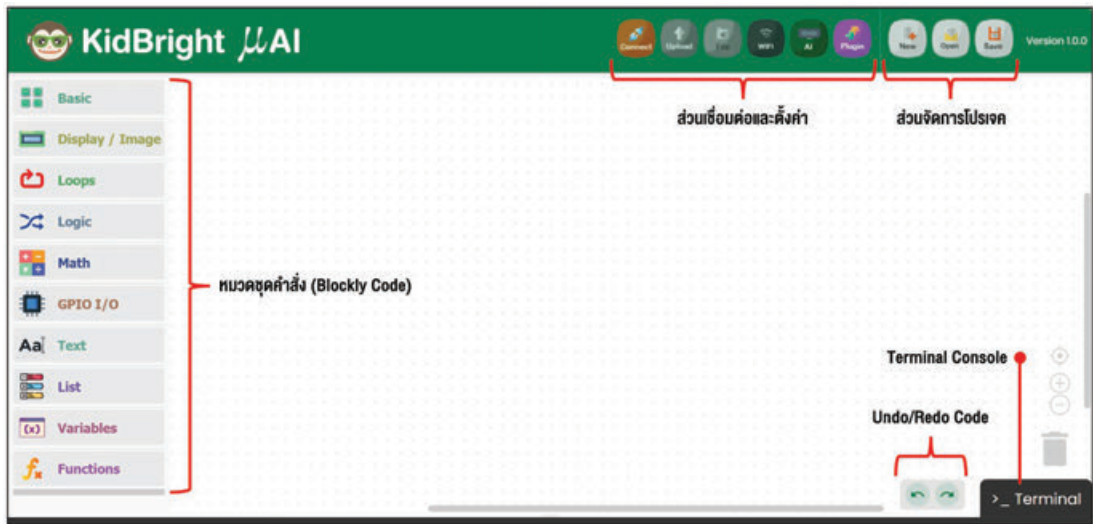 KidBright μAI
Connect
Upload
WiFi
AI
Plugin
New
Open
Save
Version 1.0.0
ส่วนเชื่อมต่อและตั้งค่า
ส่วนจัดการโปรเจค
Basic
Display / Image
Loops
Logic
Math
GPIO I/O
Aa Text
List
(x) Variables
Functions
หมวดชุดคำสั่ง (Blockly Code)
Terminal Console
Undo/Redo Code
>_ Terminal